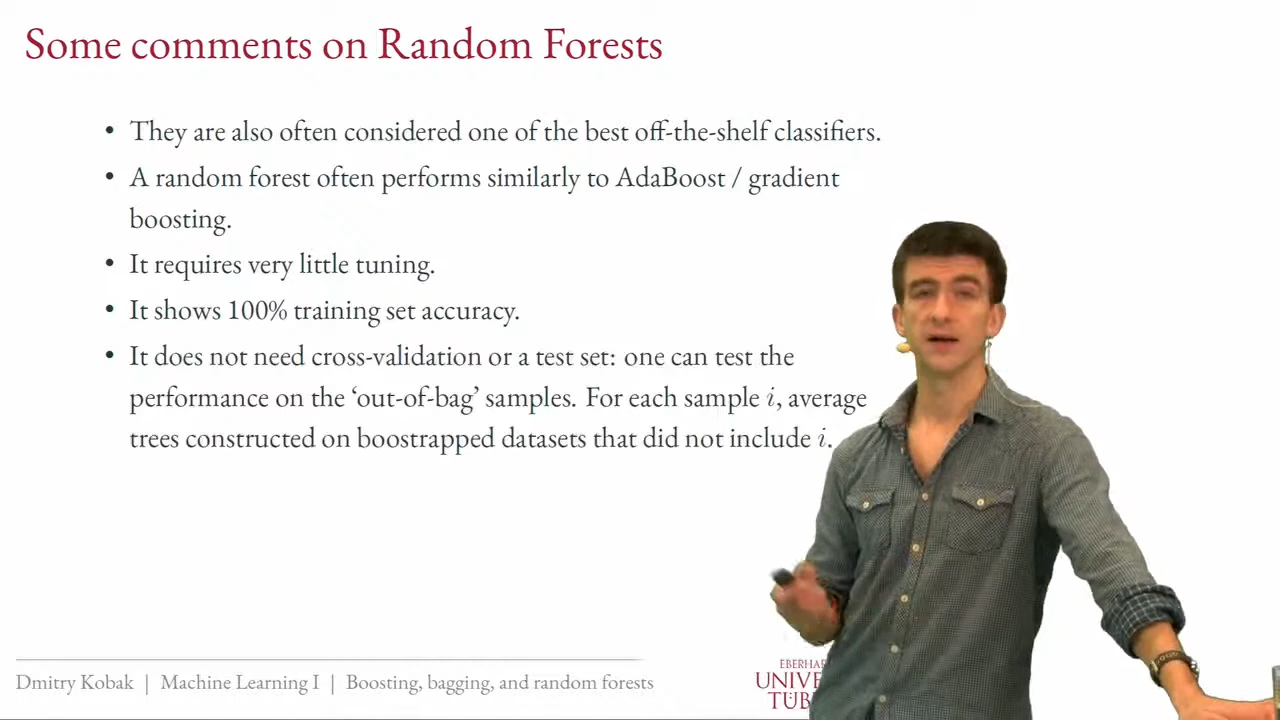 Some comments on Random Forests
• They are also often considered one of the best off-the-shelf classifiers.
• A random forest often performs similarly to AdaBoost / gradient
boosting.
• It requires very little tuning.
• It shows 100% training set accuracy.
• It does not need cross-validation or a test set: one can test the
performance on the ‘out-of-bag’ samples. For each sample i, average
trees constructed on boostrapped datasets that did not include i.
Dmitry Kobak | Machine Learning I | Boosting, bagging, and random forests
EBERHAR
UNIVE
TÜB